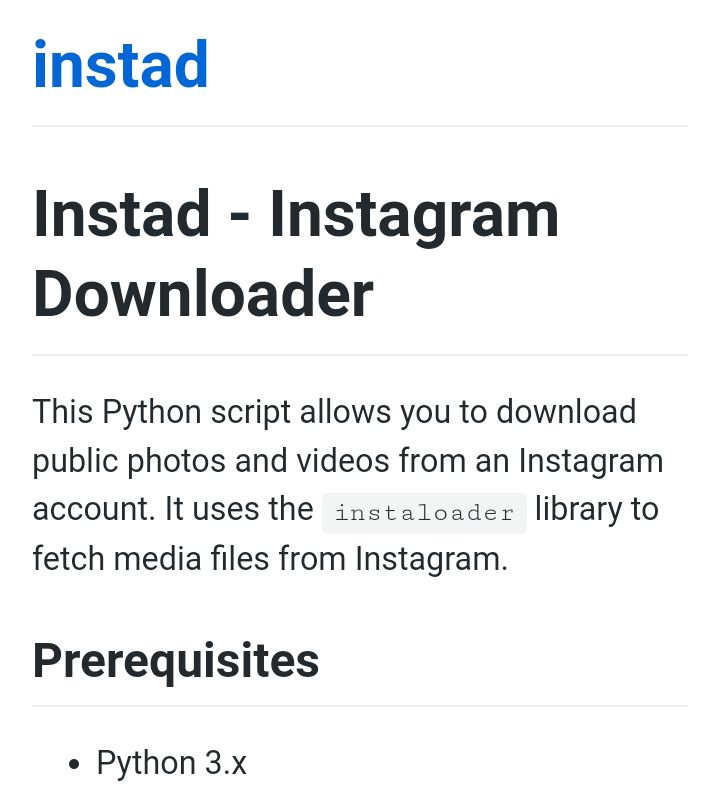 instad
Instad - Instagram
Downloader
This Python script allows you to download
public photos and videos from an Instagram
account. It uses the instaloader library to
fetch media files from Instagram.
Prerequisites
• Python 3.x